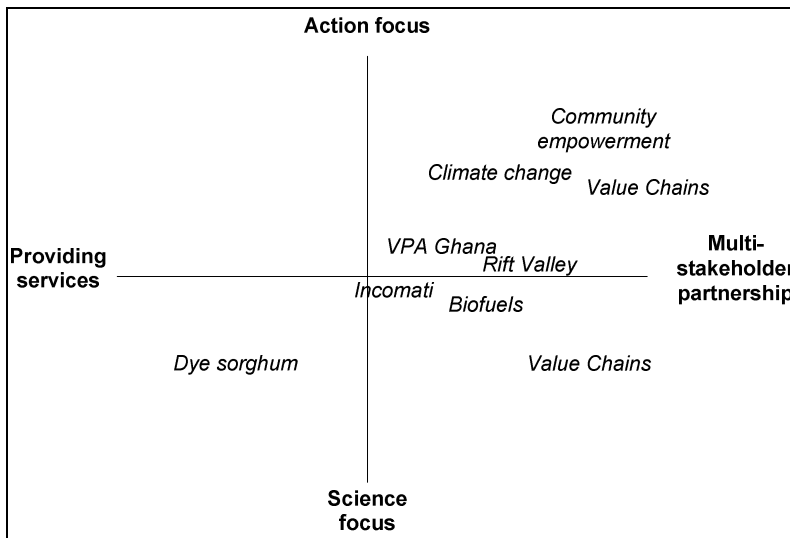 Action focus
Community
empowerment
Climate change
Value Chains
VPA Ghana
Rift Valley
Providing
services
Multi-
stakeholder
partnership
Incomati
Biofuels
Dye sorghum
Value Chains
Science
focus